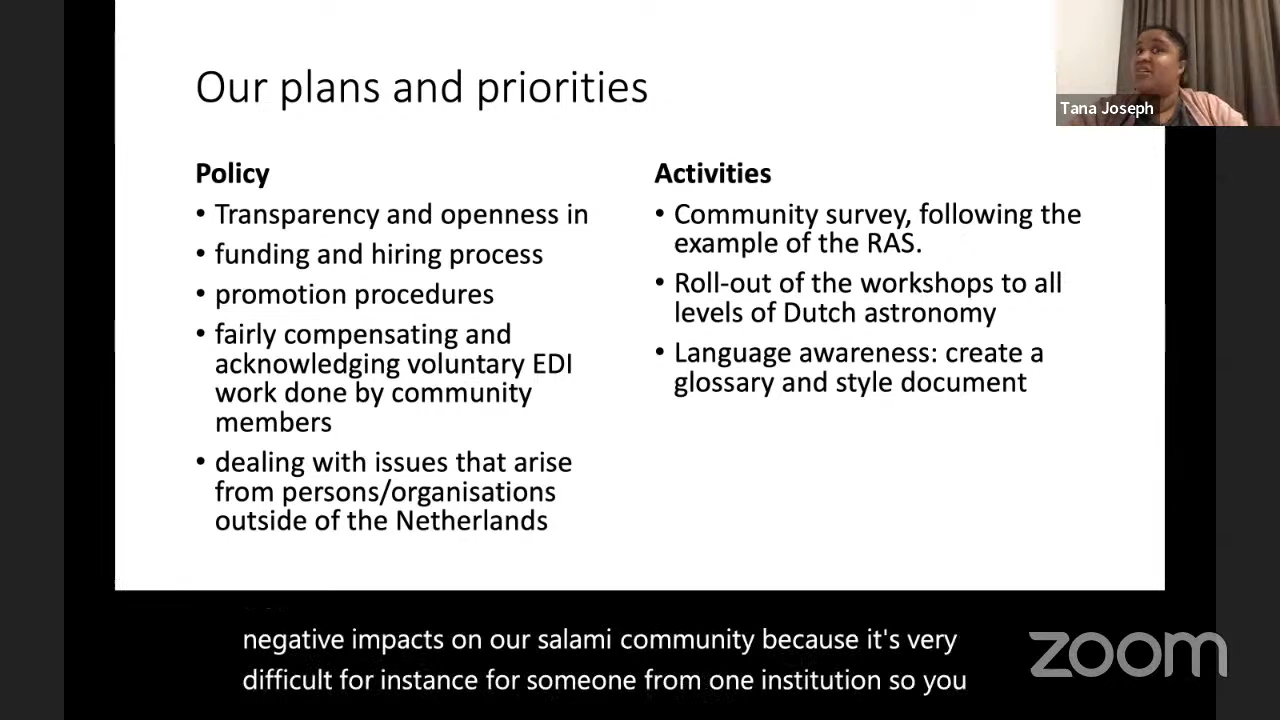 Our plans and priorities
Tana Joseph
Policy
• Transparency and openness in
• funding and hiring process
• promotion procedures
• fairly compensating and
acknowledging voluntary EDI
work done by community
members
• dealing with issues that arise
from persons/organisations
outside of the Netherlands
Activities
• Community survey, following the
example of the RAS.
• Roll-out of the workshops to all
levels of Dutch astronomy
• Language awareness: create a
glossary and style document
negative impacts on our salami community because it's very
difficult for instance for someone from one institution so you
zoom